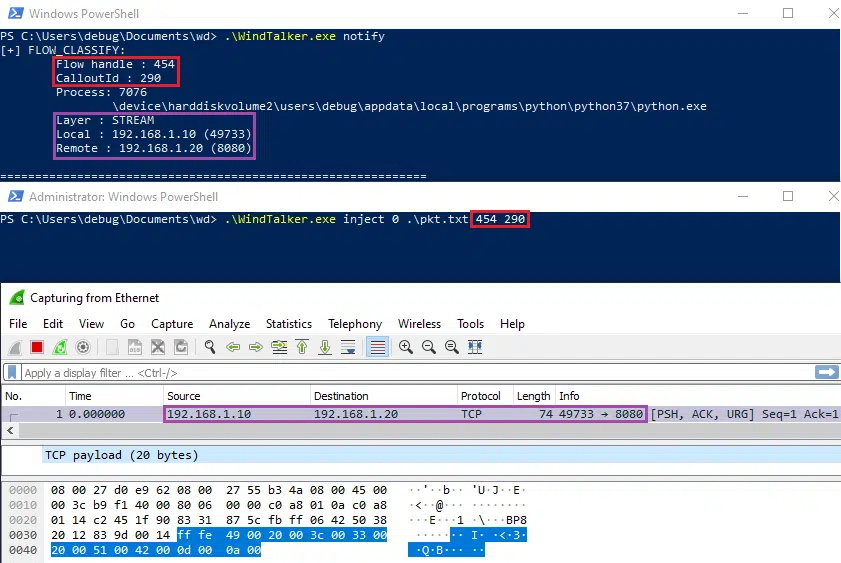 Windows PowerShell
PS C:\Users\debug\Documents\wd> .\WindTalker.exe notify
[+] FLOW_CLASSIFY:
Flow handle : 454
CalloutId : 290
Process: 7076
\device\harddiskvolume2\users\debug\appdata\local\programs\python\python37\python.exe
Layer : STREAM
Local : 192.168.1.10 (49733)
Remote : 192.168.1.20 (8080)
=============================================================
Administrator: Windows PowerShell
PS C:\Users\debug\Documents\wd> .\WindTalker.exe inject 0 .\pkt.txt 454 290
Capturing from Ethernet
File Edit View Go Capture Analyze Statistics Telephony Wireless Tools Help
Apply a display filter ... <Ctrl-/>
No. Time Source Destination Protocol Length Info
1 0.000000 192.168.1.10 192.168.1.20 TCP 74 49733 → 8080 [PSH, ACK, URG] Seq=1 Ack=1
TCP payload (20 bytes)
0000 08 00 27 d0 e9 62 08 00 27 55 b3 4a 08 00 45 00 ··'··b·· 'U·J··E·
0010 00 3c b9 f1 40 00 80 06 00 00 c0 a8 01 0a c0 a8 ·<··@··· ········
0020 01 14 c2 45 1f 90 83 31 87 5c fb ff 06 42 50 38 ···E···1 ·\···BP8
0030 20 12 83 9d 00 14 ff fe 49 00 20 00 3c 00 33 00 ········ I· ·<·3·
0040 20 00 51 00 42 00 0d 00 0a 00 ·Q·B··· ··